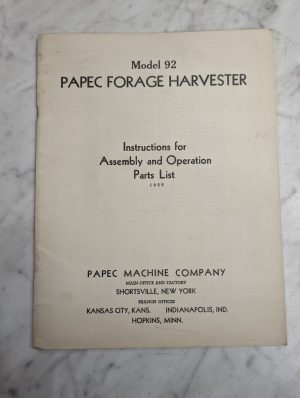 Model 92
PAPEC FORAGE HARVESTER
Instructions for
Assembly and Operation
Parts List
1955
PAPEC MACHINE COMPANY
MAIN OFFICE AND FACTORY
SHORTSVILLE, NEW YORK
BRANCH OFFICES
KANSAS CITY, KANS. INDIANAPOLIS, IND.
HOPKINS, MINN.